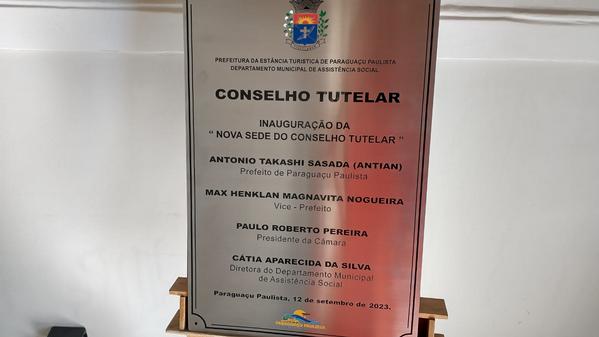 PREFEITURA DA ESTÂNCIA TURISTICA DE PARAGUAÇU PAULISTA
DEPARTAMENTO MUNICIPAL DE ASSISTÊNCIA SOCIAL
CONSELHO TUTELAR
INAUGURAÇÃO DA
“ NOVA SEDE DO CONSELHO TUTELAR ”
ANTONIO TAKASHI SASADA (ANTIAN)
Prefeito de Paraguaçu Paulista
MAX HENKLAN MAGNAVITA NOGUEIRA
Vice - Prefeito
PAULO ROBERTO PEREIRA
Presidente da Câmara
CÁTIA APARECIDA DA SILVA
Diretora do Departamento Municipal
de Assistência Social
Paraguaçu Paulista, 12 de setembro de 2023.
PARAGUAÇU PAULISTA